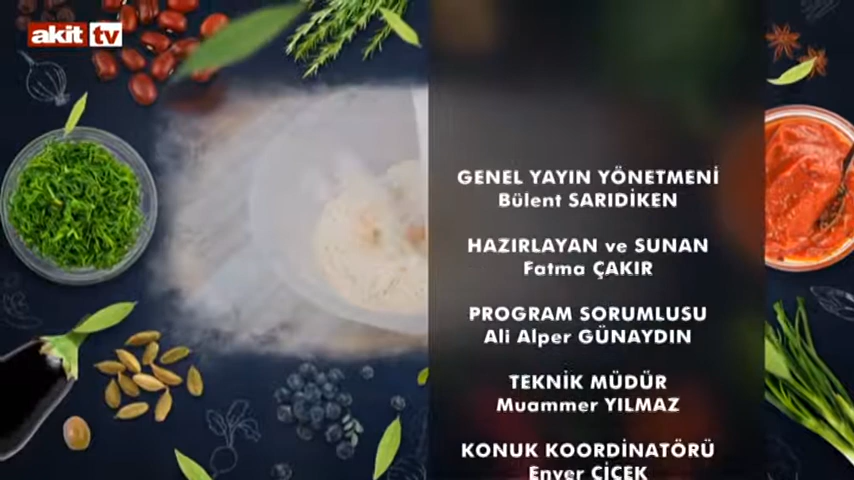 akit tv
GENEL YAYIN YÖNETMENİ
Bülent SARIDİKEN
HAZIRLAYAN ve SUNAN
Fatma ÇAKIR
PROGRAM SORUMLUSU
Ali Alper GÜNAYDIN
TEKNİK MÜDÜR
Muammer YILMAZ
KONUK KOORDİNATÖRÜ
Enver ÇİÇEK